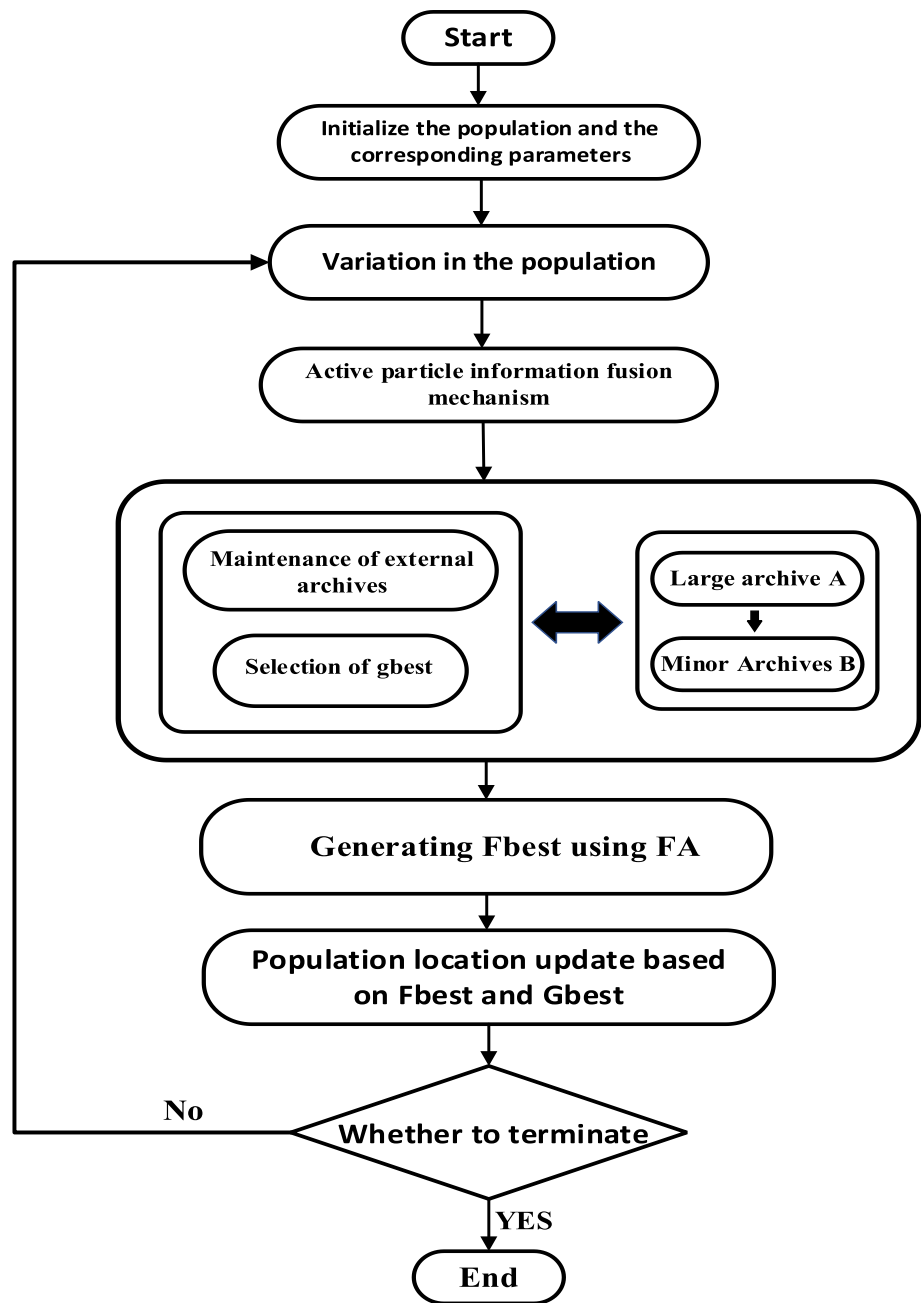 Start
Initialize the population and the
corresponding parameters
Variation in the population
Active particle information fusion
mechanism
Maintenance of external
archives
Selection of gbest
Large archive A
Minor Archives B
Generating Fbest using FA
Population location update based
on Fbest and Gbest
No
Whether to terminate
YES
End